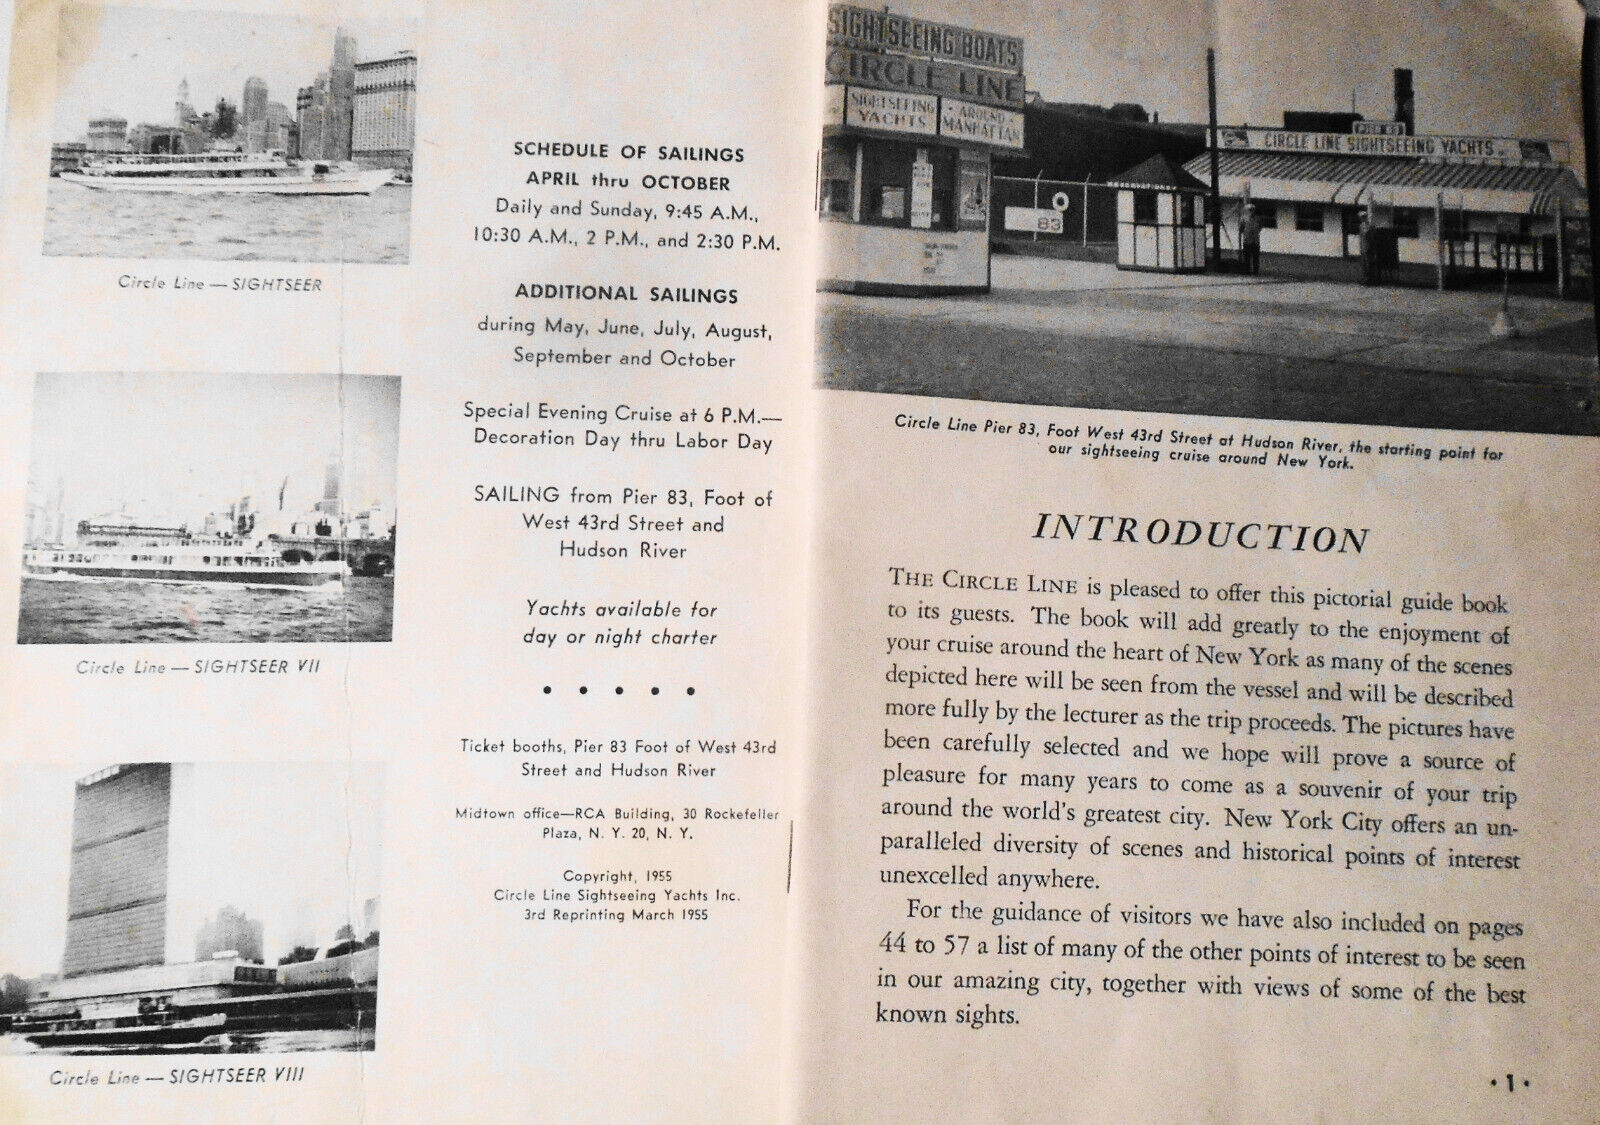 Circle Line — SIGHTSEER
Circle Line — SIGHTSEER VII
Circle Line — SIGHTSEER VIII
SCHEDULE OF SAILINGS
APRIL thru OCTOBER
Daily and Sunday, 9:45 A.M.,
10:30 A.M., 2 P.M., and 2:30 P.M.
ADDITIONAL SAILINGS
during May, June, July, August,
September and October
Special Evening Cruise at 6 P.M.—
Decoration Day thru Labor Day
SAILING from Pier 83, Foot of
West 43rd Street and
Hudson River
Yachts available for
day or night charter
• • • • •
Ticket booths, Pier 83 Foot of West 43rd
Street and Hudson River
Midtown office—RCA Building, 30 Rockefeller
Plaza, N. Y. 20, N. Y.
Copyright, 1955
Circle Line Sightseeing Yachts Inc.
3rd Reprinting March 1955
SIGHTSEEING BOATS
CIRCLE LINE
SIGHTSEEING
YACHTS
AROUND
MANHATTAN
83
RESERVATIONS
PIER 83
CIRCLE LINE SIGHTSEEING YACHTS
Circle Line Pier 83, Foot West 43rd Street at Hudson River, the starting point for
our sightseeing cruise around New York.
INTRODUCTION
THE CIRCLE LINE is pleased to offer this pictorial guide book
to its guests. The book will add greatly to the enjoyment of
your cruise around the heart of New York as many of the scenes
depicted here will be seen from the vessel and will be described
more fully by the lecturer as the trip proceeds. The pictures have
been carefully selected and we hope will prove a source of
pleasure for many years to come as a souvenir of your trip
around the world's greatest city. New York City offers an un-
paralleled diversity of scenes and historical points of interest
unexcelled anywhere.
For the guidance of visitors we have also included on pages
44 to 57 a list of many of the other points of interest to be seen
in our amazing city, together with views of some of the best
known sights.
• 1 •